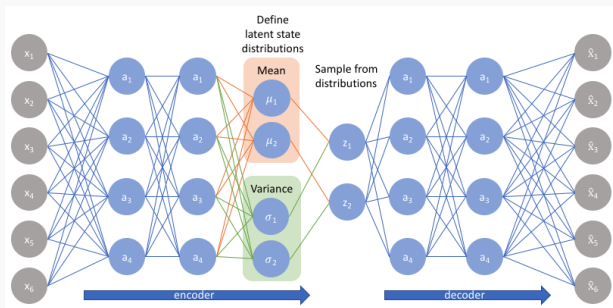 Define
latent state
distributions
Mean
Sample from
distributions
Variance
x₁
x₂
x₃
x₄
x₅
x₆
a₁
a₂
a₃
a₄
a₁
a₂
a₃
a₄
μ₁
μ₂
σ₁
σ₂
z₁
z₂
a₁
a₂
a₃
a₄
a₁
a₂
a₃
a₄
x̂₁
x̂₂
x̂₃
x̂₄
x̂₅
x̂₆
encoder
decoder